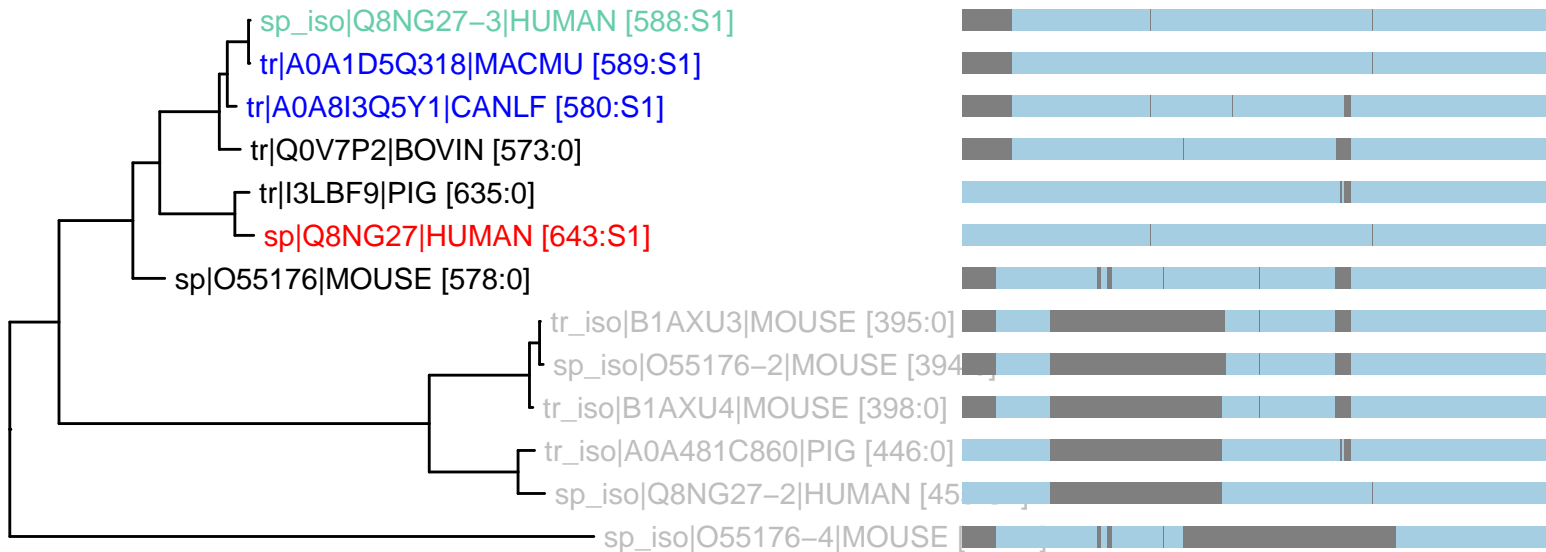 sp_iso|Q8NG27−3|HUMAN [588:S1]
tr|A0A1D5Q318|MACMU [589:S1]
tr|A0A8I3Q5Y1|CANLF [580:S1]
tr|Q0V7P2|BOVIN [573:0]
tr|I3LBF9|PIG [635:0]
sp|Q8NG27|HUMAN [643:S1]
sp|O55176|MOUSE [578:0]
tr_iso|B1AXU3|MOUSE [395:0]
sp_iso|O55176−2|MOUSE [394
tr_iso|B1AXU4|MOUSE [398:0]
tr_iso|A0A481C860|PIG [446:0]
sp_iso|Q8NG27−2|HUMAN
sp_iso|O55176−4|MOUSE